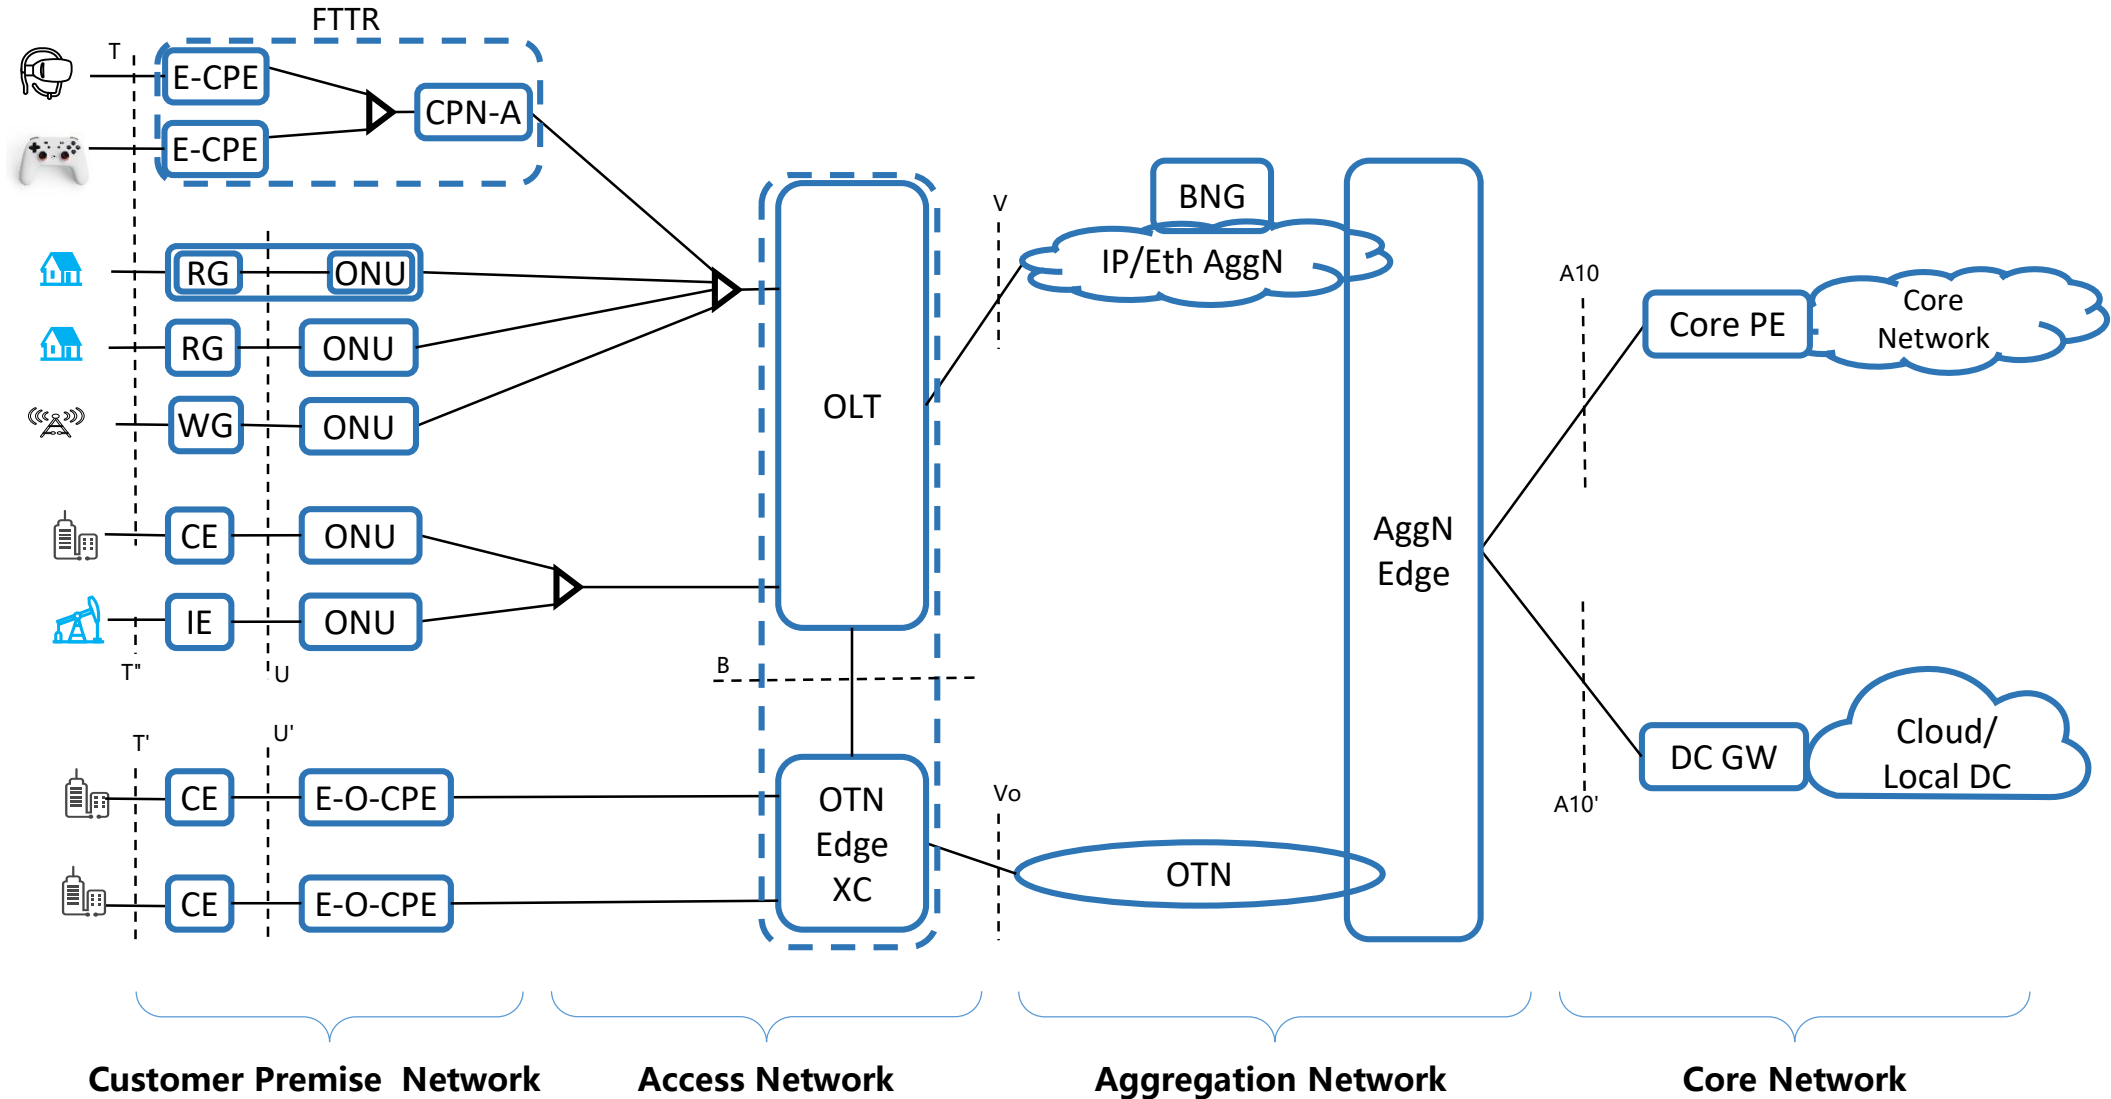 FTTR
T
E-CPE
CPN-A
E-CPE
V
BNG
IP/Eth AggN
RG
ONU
A10
Core PE
Core
Network
RG
ONU
OLT
WG
ONU
CE
ONU
AggN
Edge
IE
ONU
T"
U
B
T'
U'
CE
E-O-CPE
OTN
Edge
XC
Vo
DC GW
Cloud/
Local DC
A10'
CE
E-O-CPE
OTN
Customer Premise  Network
Access Network
Aggregation Network
Core Network